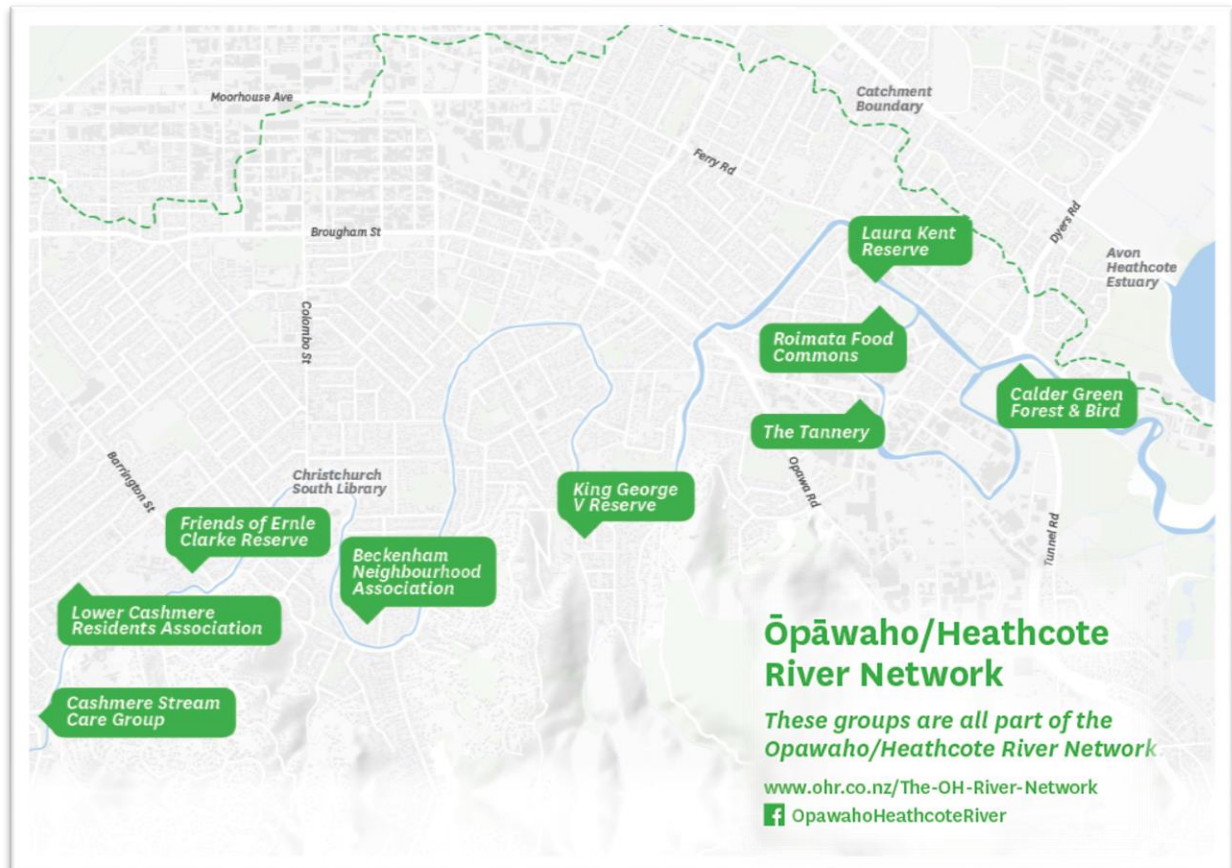 Moorhouse Ave
Catchment
Boundary
Ferry Rd
Brougham St
Laura Kent
Reserve
Dyers Rd
Avon
Heathcote
Estuary
Colombo St
Roimata Food
Commons
Calder Green
Forest & Bird
The Tannery
Barrington St
Christchurch
South Library
King George
V Reserve
Opawa Rd
Friends of Ernle
Clarke Reserve
Tunnel Rd
Beckenham
Neighbourhood
Association
Lower Cashmere
Residents Association
Cashmere Stream
Care Group
Ōpāwaho/Heathcote
River Network
These groups are all part of the
Opawaho/Heathcote River Network
www.ohr.co.nz/The-OH-River-Network
f OpawahoHeathcoteRiver